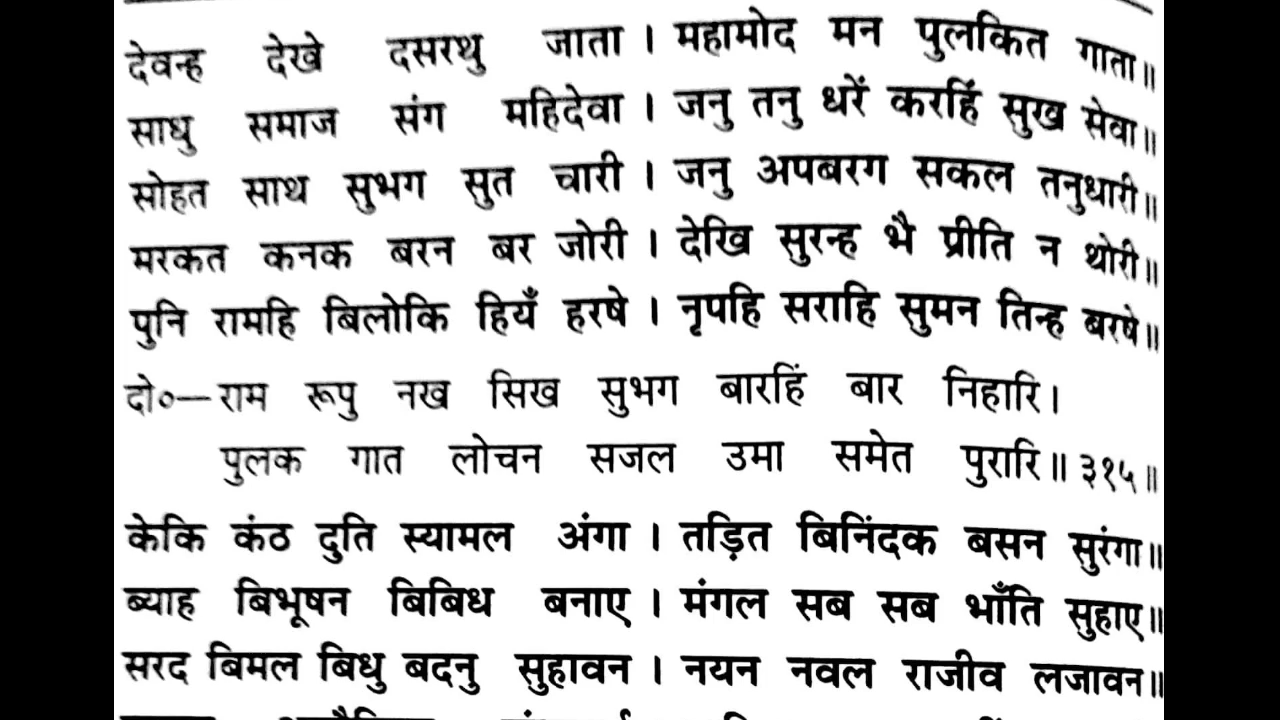 देवन्ह देखे दसरथु जाता। महामोद मन पुलकित गाता॥
साधु समाज संग महिदेवा। जनु तनु धरें करहिं सुख सेवा॥
सोहत साथ सुभग सुत चारी। जनु अपबरग सकल तनुधारी॥
मरकत कनक बरन बर जोरी। देखि सुरन्ह भै प्रीति न थोरी॥
पुनि रामहि बिलोकि हियँ हरषे। नृपहि सराहि सुमन तिन्ह बरषे॥
दो०—राम रूपु नख सिख सुभग बारहिं बार निहारि।
पुलक गात लोचन सजल उमा समेत पुरारि॥ ३१५॥
केकि कंठ दुति स्यामल अंगा। तड़ित बिनिंदक बसन सुरंगा॥
ब्याह बिभूषन बिबिध बनाए। मंगल सब सब भाँति सुहाए॥
सरद बिमल बिधु बदनु सुहावन। नयन नवल राजीव लजावन॥